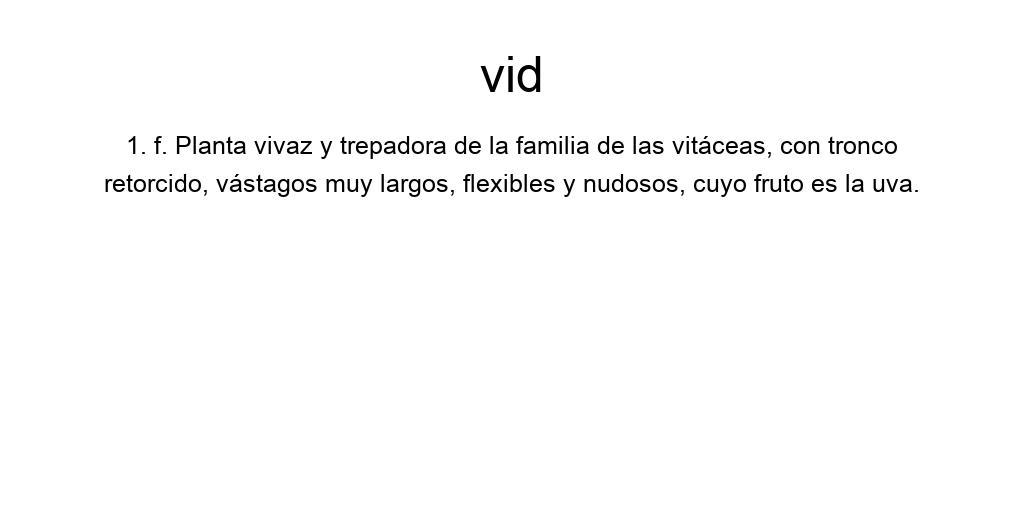 vid
1. f. Planta vivaz y trepadora de la familia de las vitáceas, con tronco
retorcido, vástagos muy largos, flexibles y nudosos, cuyo fruto es la uva.